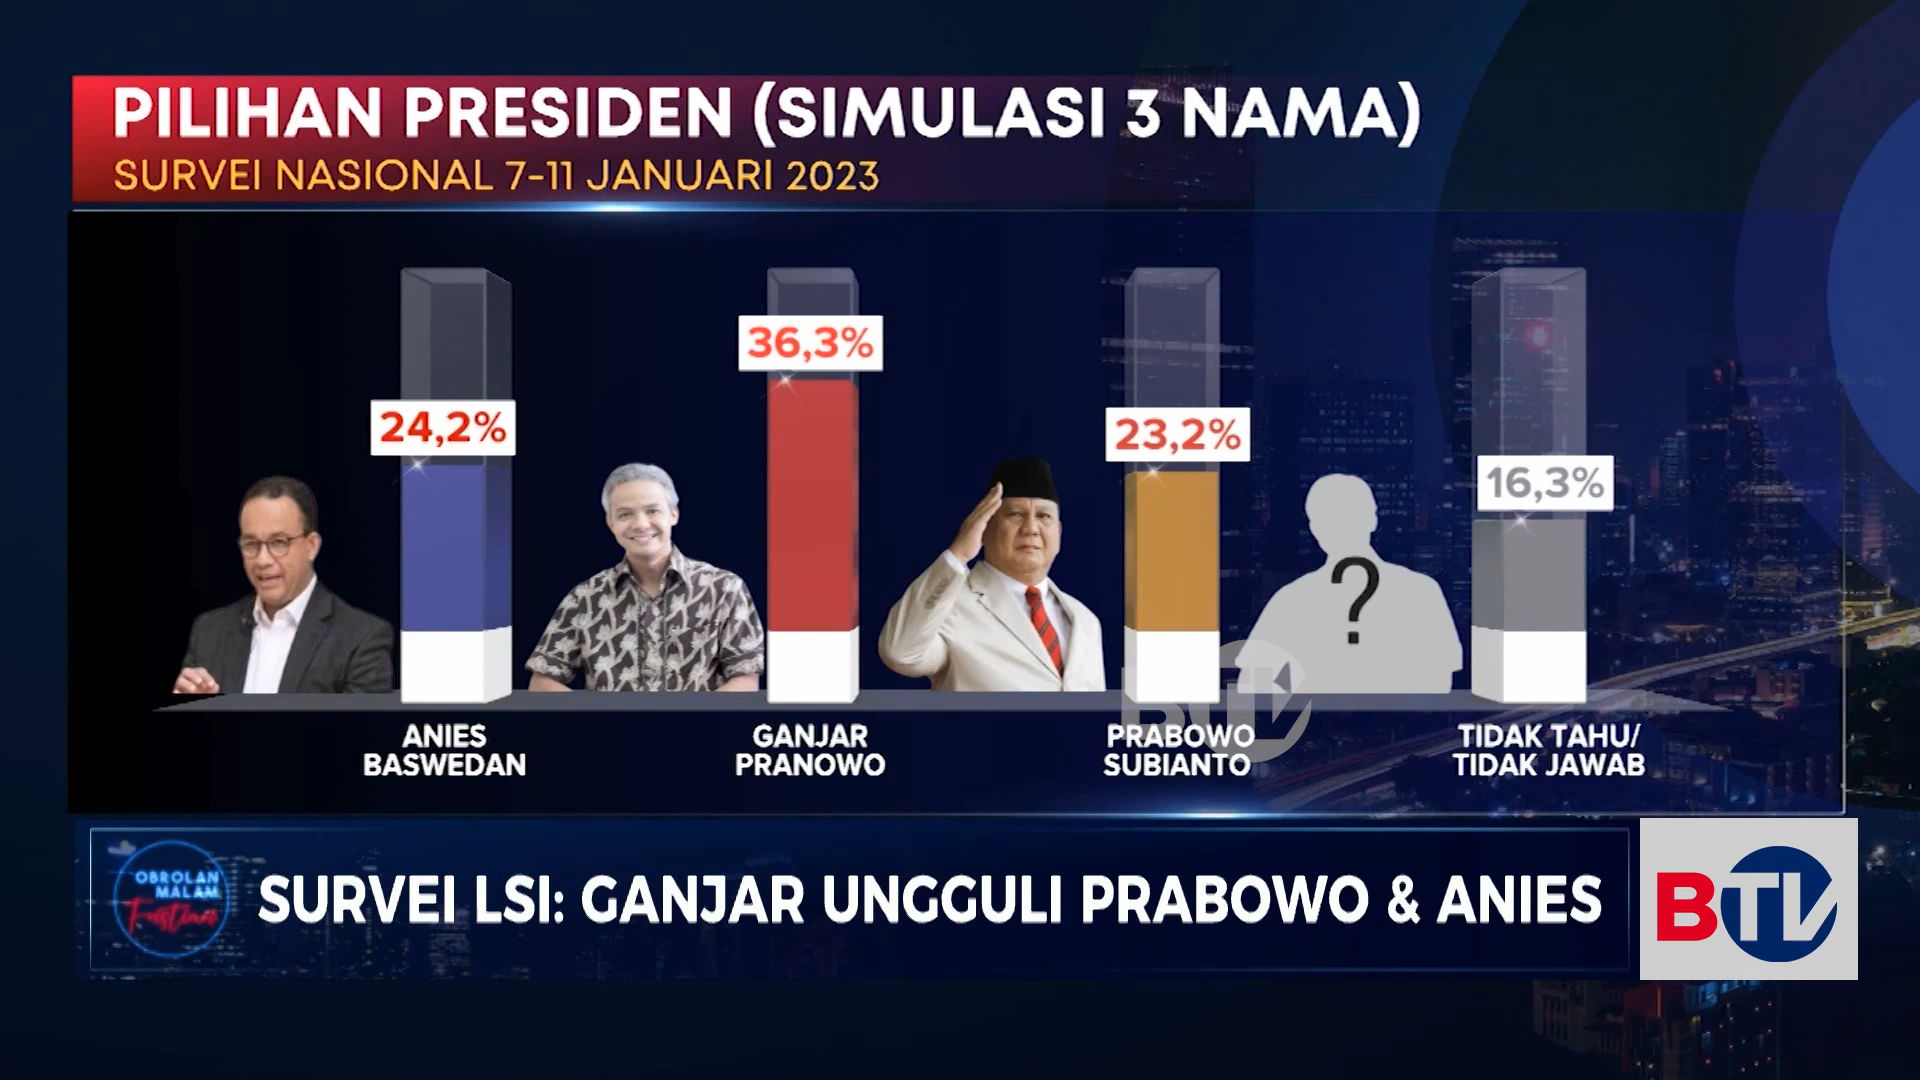 PILIHAN PRESIDEN (SIMULASI 3 NAMA)
SURVEI NASIONAL 7-11 JANUARI 2023
24,2%
36,3%
23,2%
16,3%
?
ANIES
BASWEDAN
GANJAR
PRANOWO
PRABOWO
SUBIANTO
TIDAK TAHU/
TIDAK JAWAB
BTV
OBROLAN
MALAM
Fristian
SURVEI LSI: GANJAR UNGGULI PRABOWO & ANIES
BTV